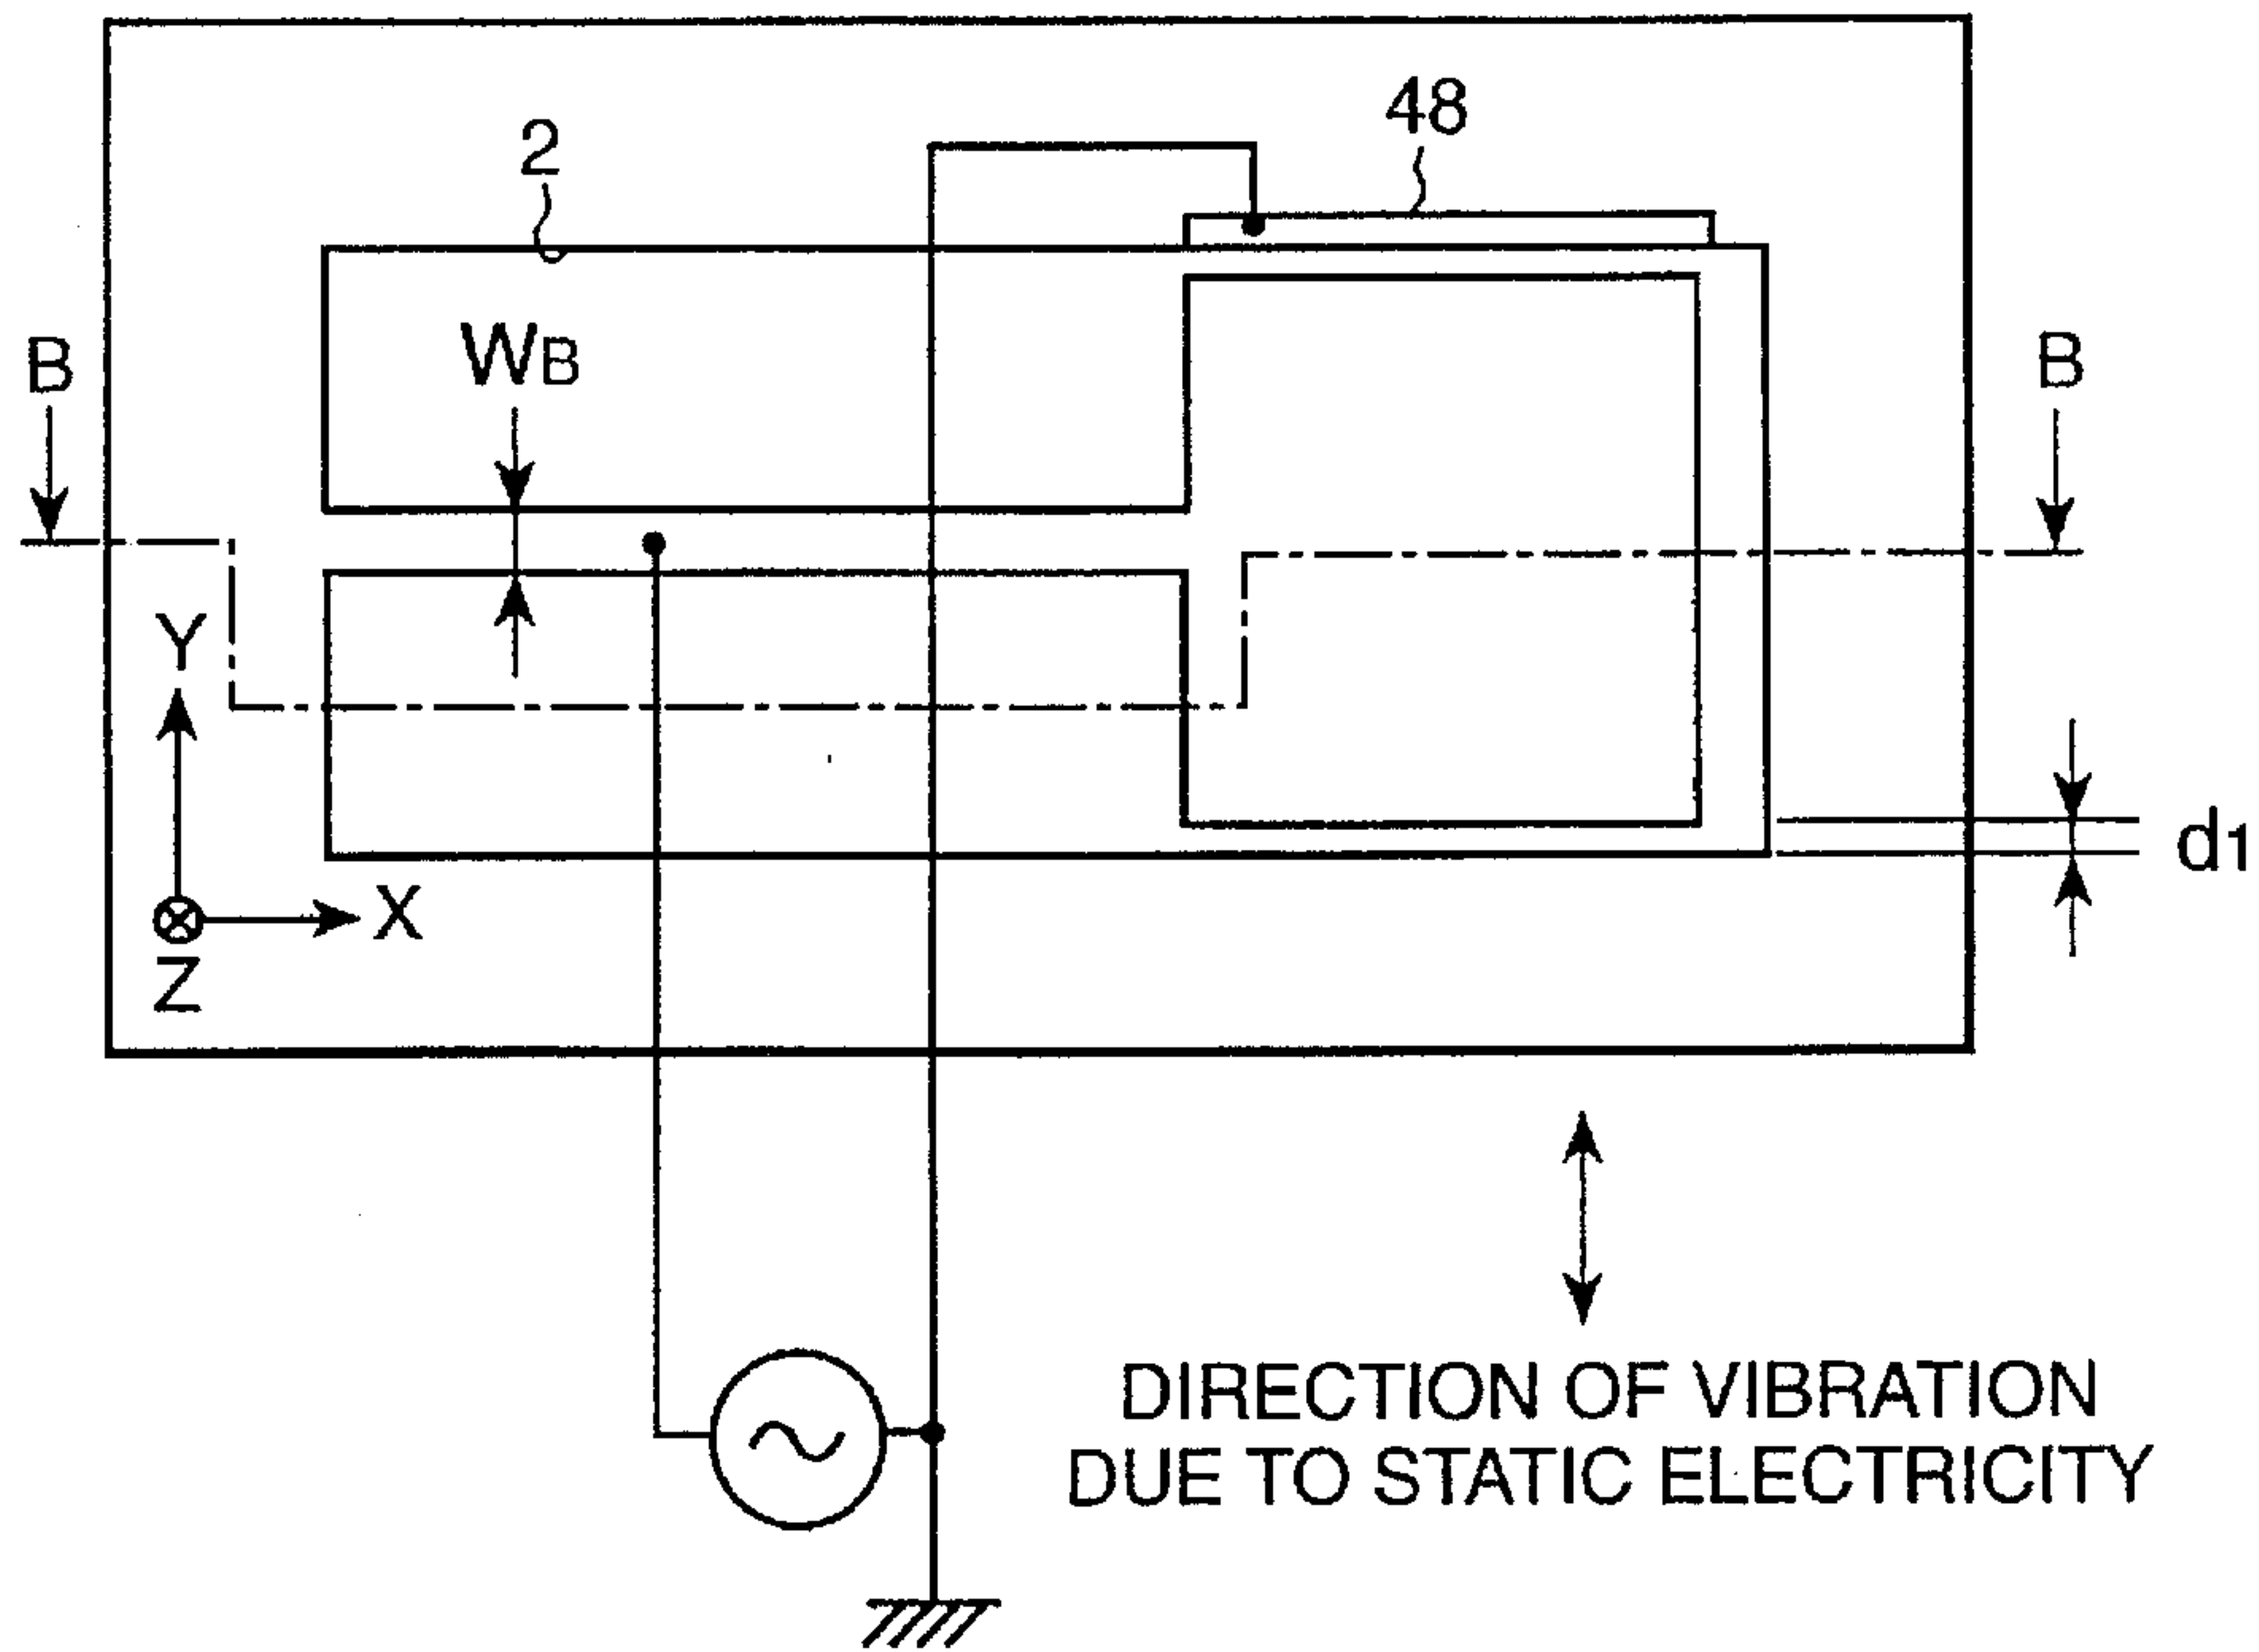 48
2
WB
B
B
Y
d1
X
Z
DIRECTION OF VIBRATION
DUE TO STATIC ELECTRICITY